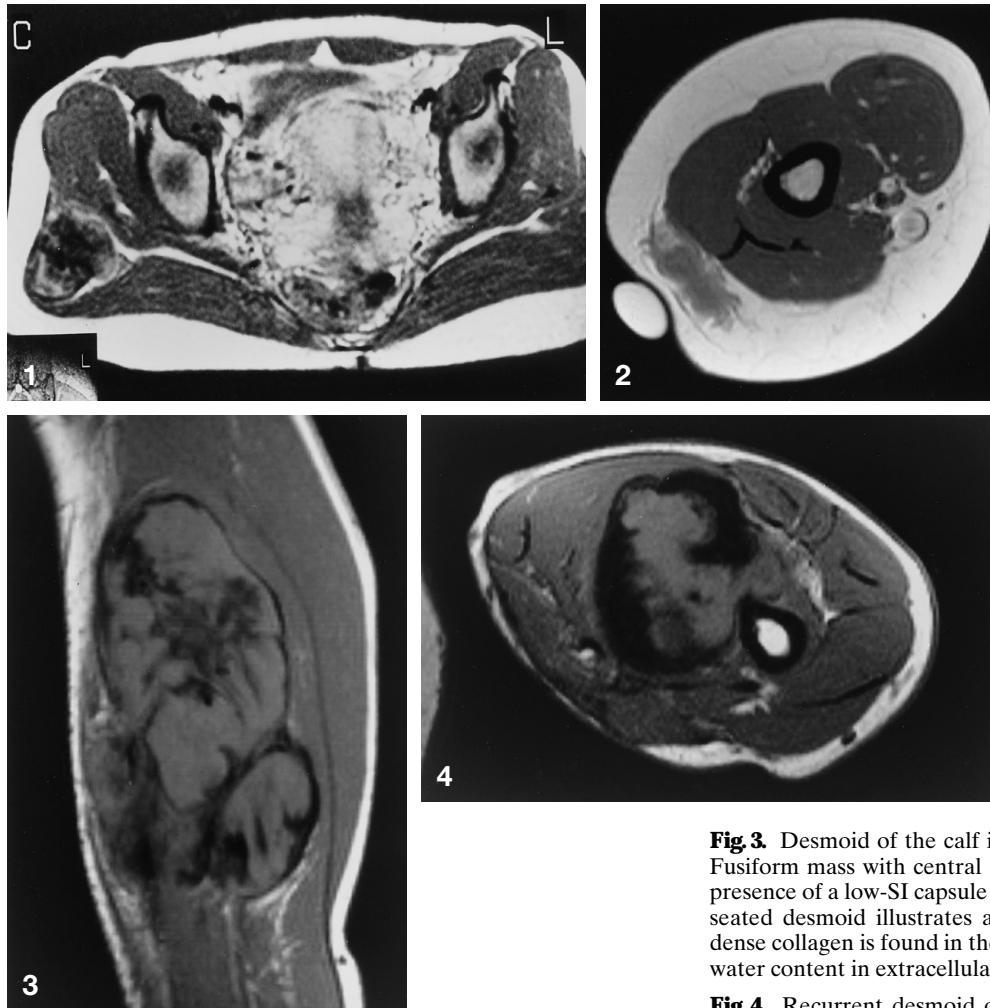 C
L
L
1
2
3
4
Fig. 3. Desmoid of the calf i
Fusiform mass with central
presence of a low-SI capsule
seated desmoid illustrates a
dense collagen is found in the
water content in extracellula
Fig. 4. Recurrent desmoid